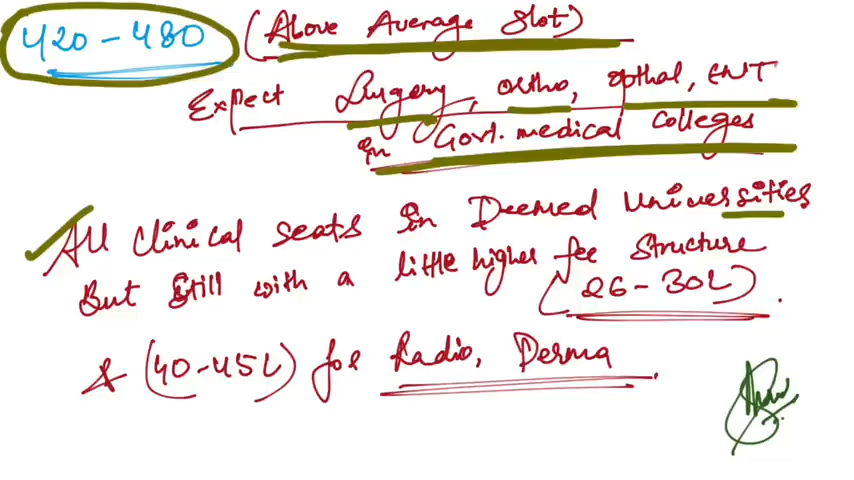 420-480 (Above Average Slot)
Expect Surgery, Ortho, Opthal, ENT
in Govt. medical Colleges
All Clinical seats in Deemed Universities
But still with a little higher fee structure
(26-30L).
& (40-45L) for Radio, Derma.